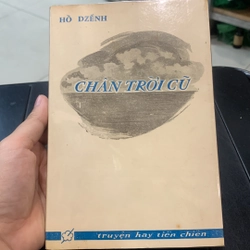 HỒ DZẾNH
CHÂN TRỜI CŨ
truyện hay tiền chiến